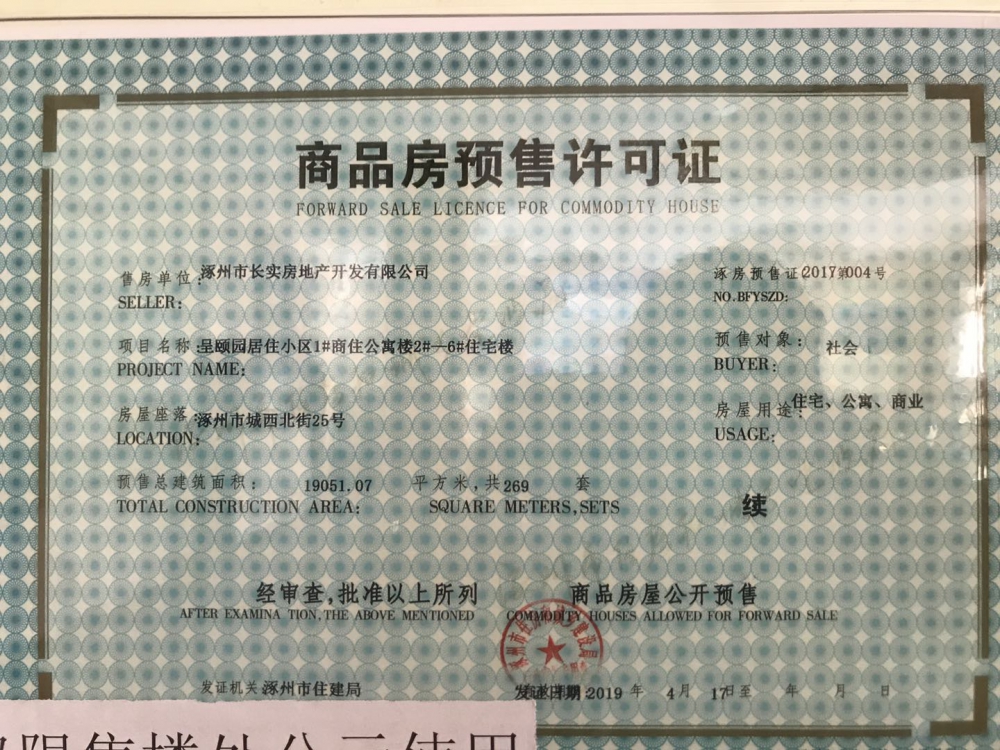 商品房预售许可证
FORWARD SALE LICENCE FOR COMMODITY HOUSE
售房单位:涿州市长实房地产开发有限公司
SELLER:
涿房预售证2017第004号
NO.BFYSZD:
项目名称:呈颐园居住小区1#商住公寓楼2#—6#住宅楼
PROJECT NAME:
预售对象: 社会
BUYER:
房屋座落:涿州市城西北街25号
LOCATION:
房屋用途:住宅、公寓、商业
USAGE:
预售总建筑面积: 19051.07 平方米,共269 套
TOTAL CONSTRUCTION AREA: SQUARE METERS,SETS
续
经审查,批准以上所列 商品房屋公开预售
AFTER EXAMINA TION,THE ABOVE MENTIONED COMMODITY HOUSES ALLOWED FOR FORWARD SALE
发证机关:涿州市住建局 发证日期:2019 年 4月 17日至 年 月 日
限售楼处公示使用